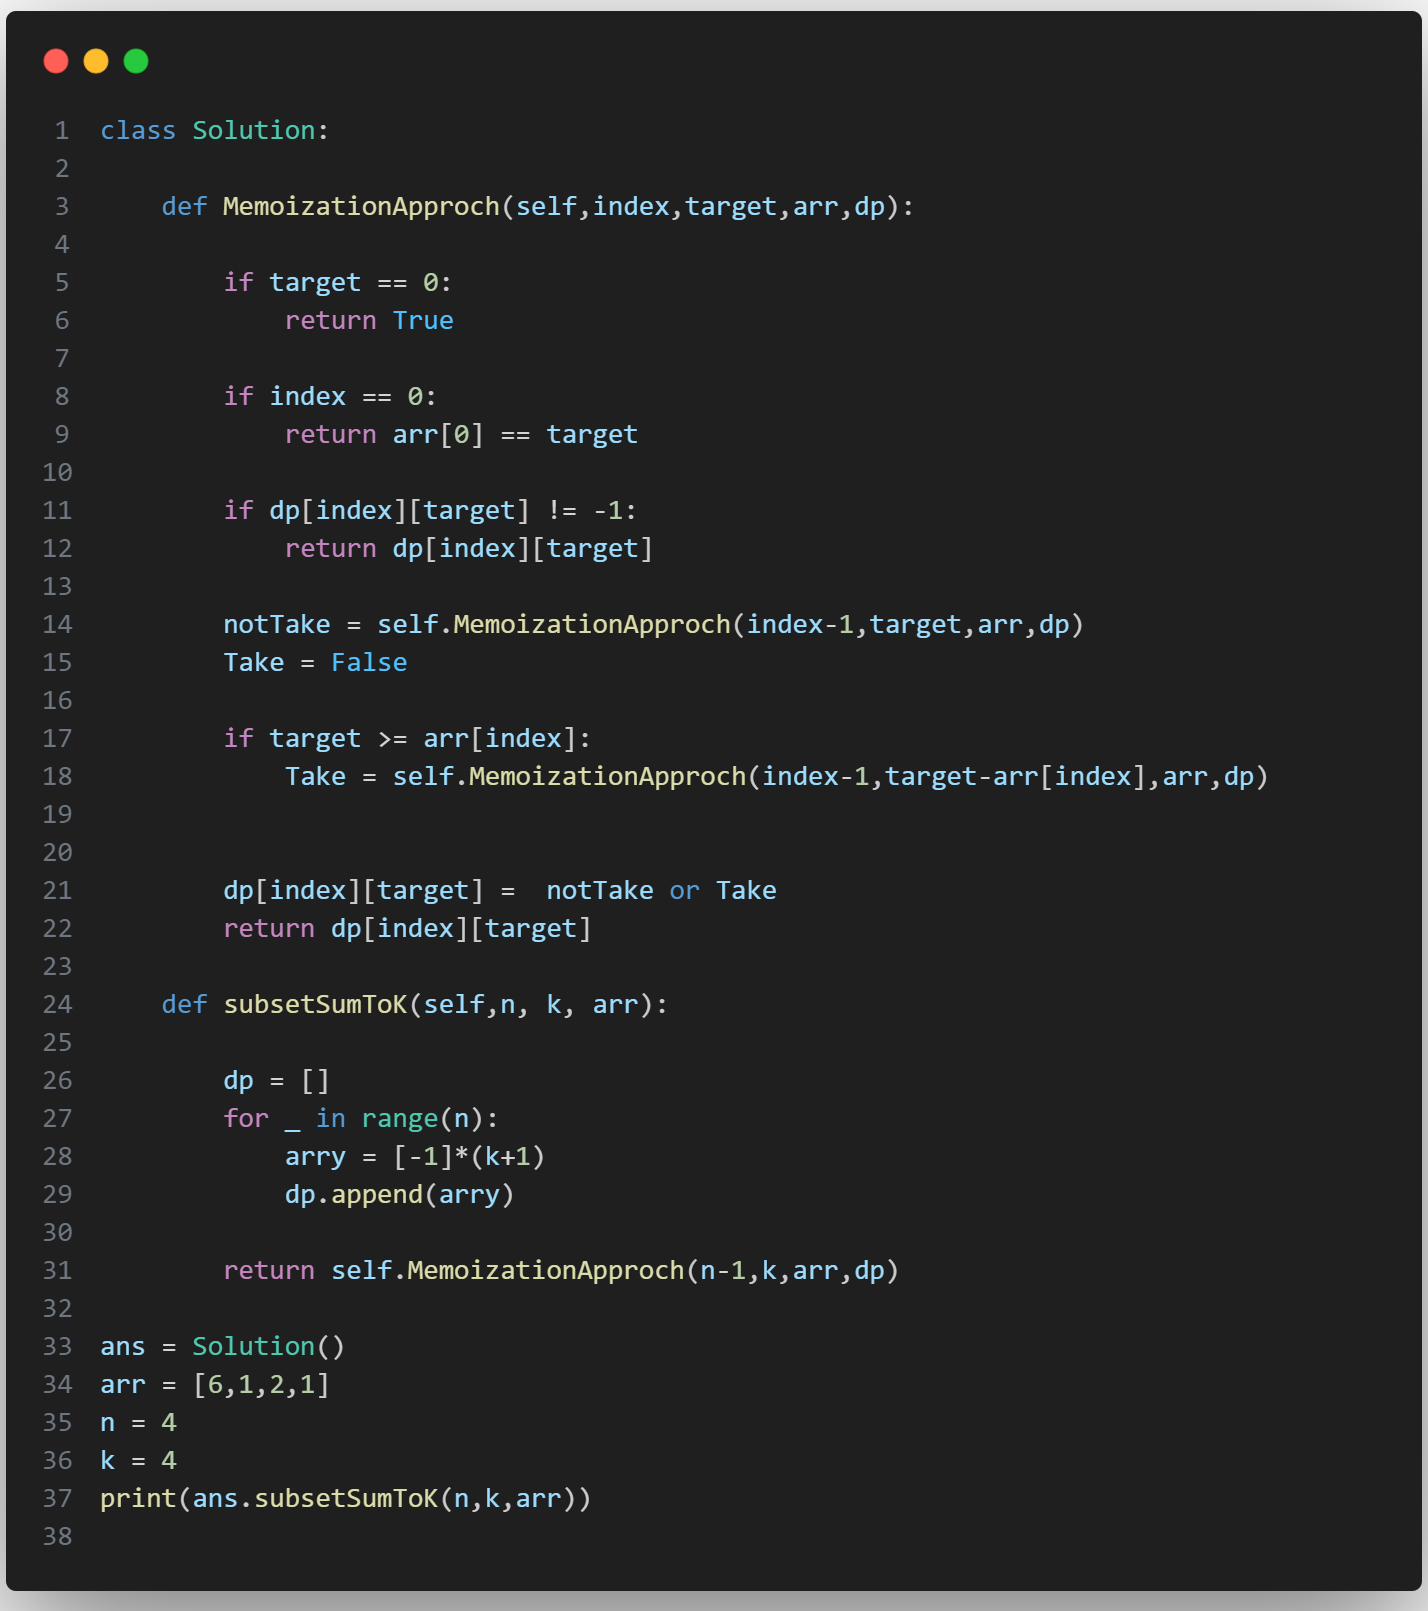 1 class Solution:
2
3     def MemoizationApproch(self,index,target,arr,dp):
4
5         if target == 0:
6             return True
7
8         if index == 0:
9             return arr[0] == target
10
11         if dp[index][target] != -1:
12             return dp[index][target]
13
14         notTake = self.MemoizationApproch(index-1,target,arr,dp)
15         Take = False
16
17         if target >= arr[index]:
18             Take = self.MemoizationApproch(index-1,target-arr[index],arr,dp)
19
20
21         dp[index][target] =  notTake or Take
22         return dp[index][target]
23
24     def subsetSumToK(self,n, k, arr):
25
26         dp = []
27         for _ in range(n):
28             arry = [-1]*(k+1)
29             dp.append(arry)
30
31         return self.MemoizationApproch(n-1,k,arr,dp)
32
33 ans = Solution()
34 arr = [6,1,2,1]
35 n = 4
36 k = 4
37 print(ans.subsetSumToK(n,k,arr))
38